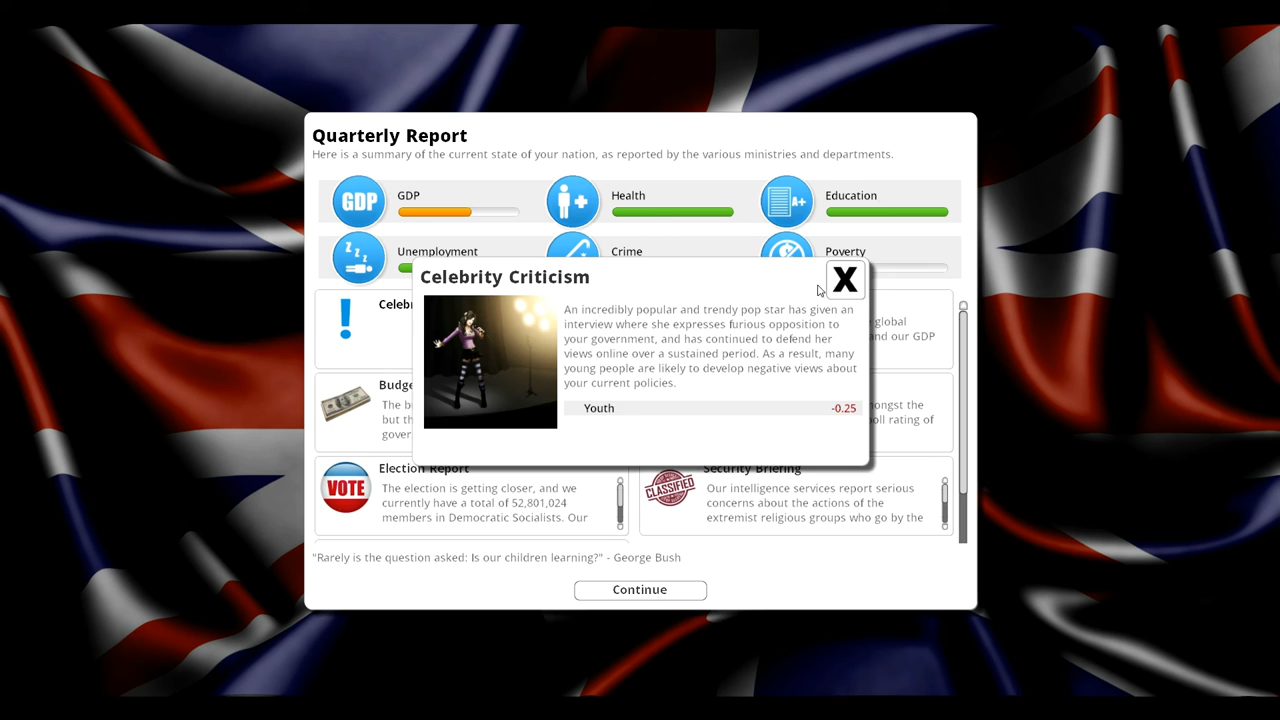 Quarterly Report
Here is a summary of the current state of your nation, as reported by the various ministries and departments.
GDP
GDP
Health
A+
Education
Z Z Z
Unemployment
Crime
Poverty
Celebrity Criticism
X
An incredibly popular and trendy pop star has given an
interview where she expresses furious opposition to
your government, and has continued to defend her
views online over a sustained period. As a result, many
young people are likely to develop negative views about
your current policies.
Youth
-0.25
global
and our GDP
The b
but th
oll rating of
Election Report
VOTE
The election is getting closer, and we
currently have a total of 52,801,024
members in Democratic Socialists. Our
Security Briefing
CLASSIFIED
Our intelligence services report serious
concerns about the actions of the
extremist religious groups who go by the
"Rarely is the question asked: Is our children learning?" - George Bush
Continue